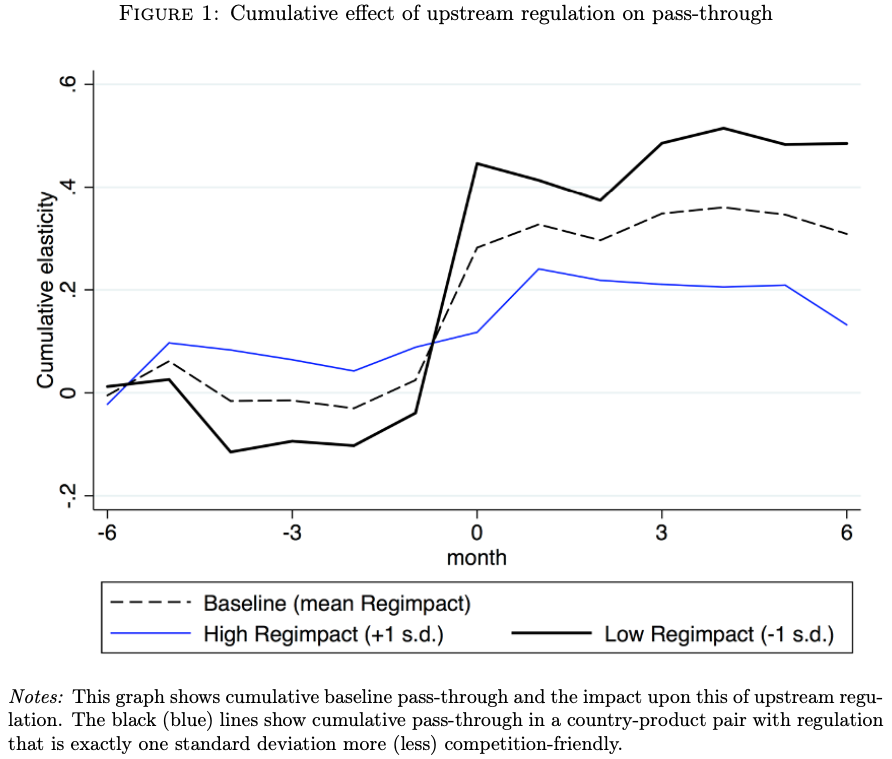 FIGURE 1: Cumulative effect of upstream regulation on pass-through
Cumulative elasticity
.6
.4
.2
0
-.2
-6
-3
0
3
6
month
Baseline (mean Regimpact)
High Regimpact (+1 s.d.)
Low Regimpact (-1 s.d.)
Notes: This graph shows cumulative baseline pass-through and the impact upon this of upstream regu-
lation. The black (blue) lines show cumulative pass-through in a country-product pair with regulation
that is exactly one standard deviation more (less) competition-friendly.